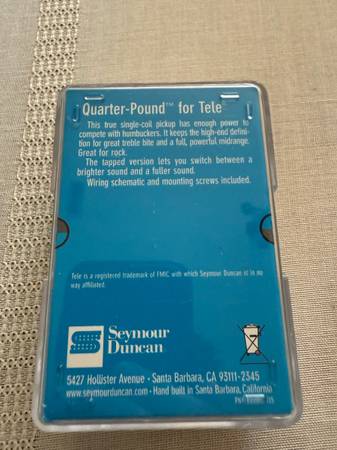 Quarter-Pound™ for Tele
This true single-coil pickup has enough power to
compete with humbuckers. It keeps the high-end defini-
tion for great treble bite and a full, powerful midrange.
Great for rock.
The tapped version lets you switch between a
brighter sound and a fuller sound.
Wiring schematic and mounting screws included.
Tele is a registered trademark of FMIC with which Seymour Duncan is in no
way affiliated.
Seymour
Duncan
5427 Hollister Avenue • Santa Barbara, CA 93111-2345
www.seymourduncan.com • Hand built in Santa Barbara, California